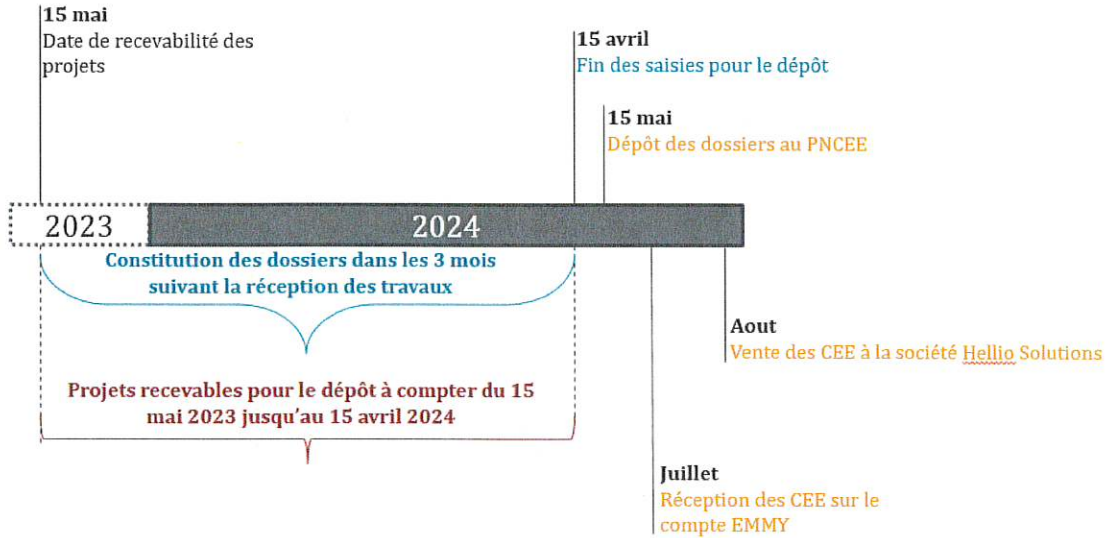 15 mai
Date de recevabilité des
projets
15 avril
Fin des saisies pour le dépôt
15 mai
Dépôt des dossiers au PNCEE
2023
2024
Constitution des dossiers dans les 3 mois
suivant la réception des travaux
Aout
Vente des CEE à la société Hellio Solutions
Projets recevables pour le dépôt à compter du 15
mai 2023 jusqu'au 15 avril 2024
Juillet
Réception des CEE sur le
compte EMMY